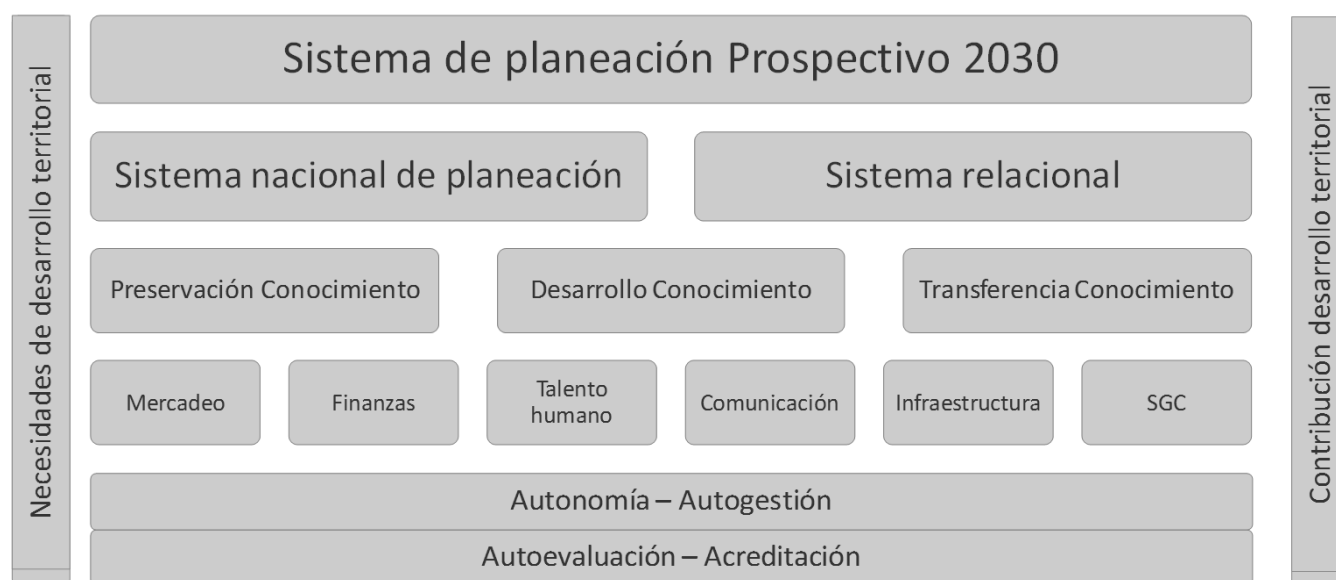 Necesidades de desarrollo territorial
Sistema de planeación Prospectivo 2030
Sistema nacional de planeación
Sistema relacional
Preservación Conocimiento
Desarrollo Conocimiento
Transferencia Conocimiento
Mercadeo
Finanzas
Talento
humano
Comunicación
Infraestructura
SGC
Autonomía – Autogestión
Autoevaluación – Acreditación
Contribución desarrollo territorial